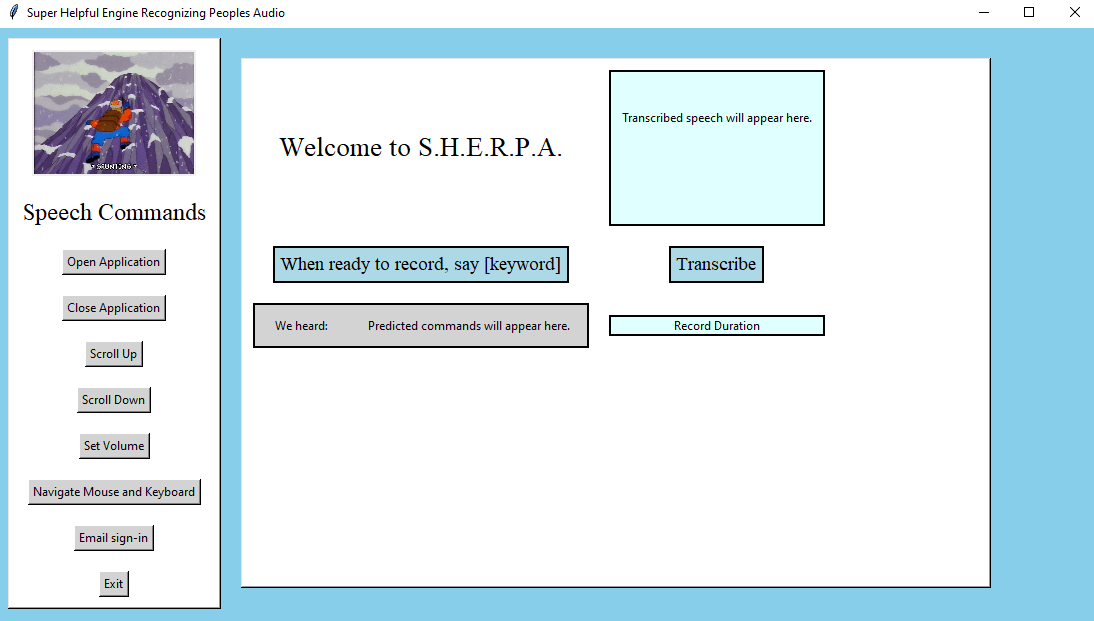 Super Helpful Engine Recognizing Peoples Audio
* GRUNTING *
Speech Commands
Open Application
Close Application
Scroll Up
Scroll Down
Set Volume
Navigate Mouse and Keyboard
Email sign-in
Exit
Welcome to S.H.E.R.P.A.
Transcribed speech will appear here.
When ready to record, say [keyword]
Transcribe
We heard: Predicted commands will appear here.
Record Duration